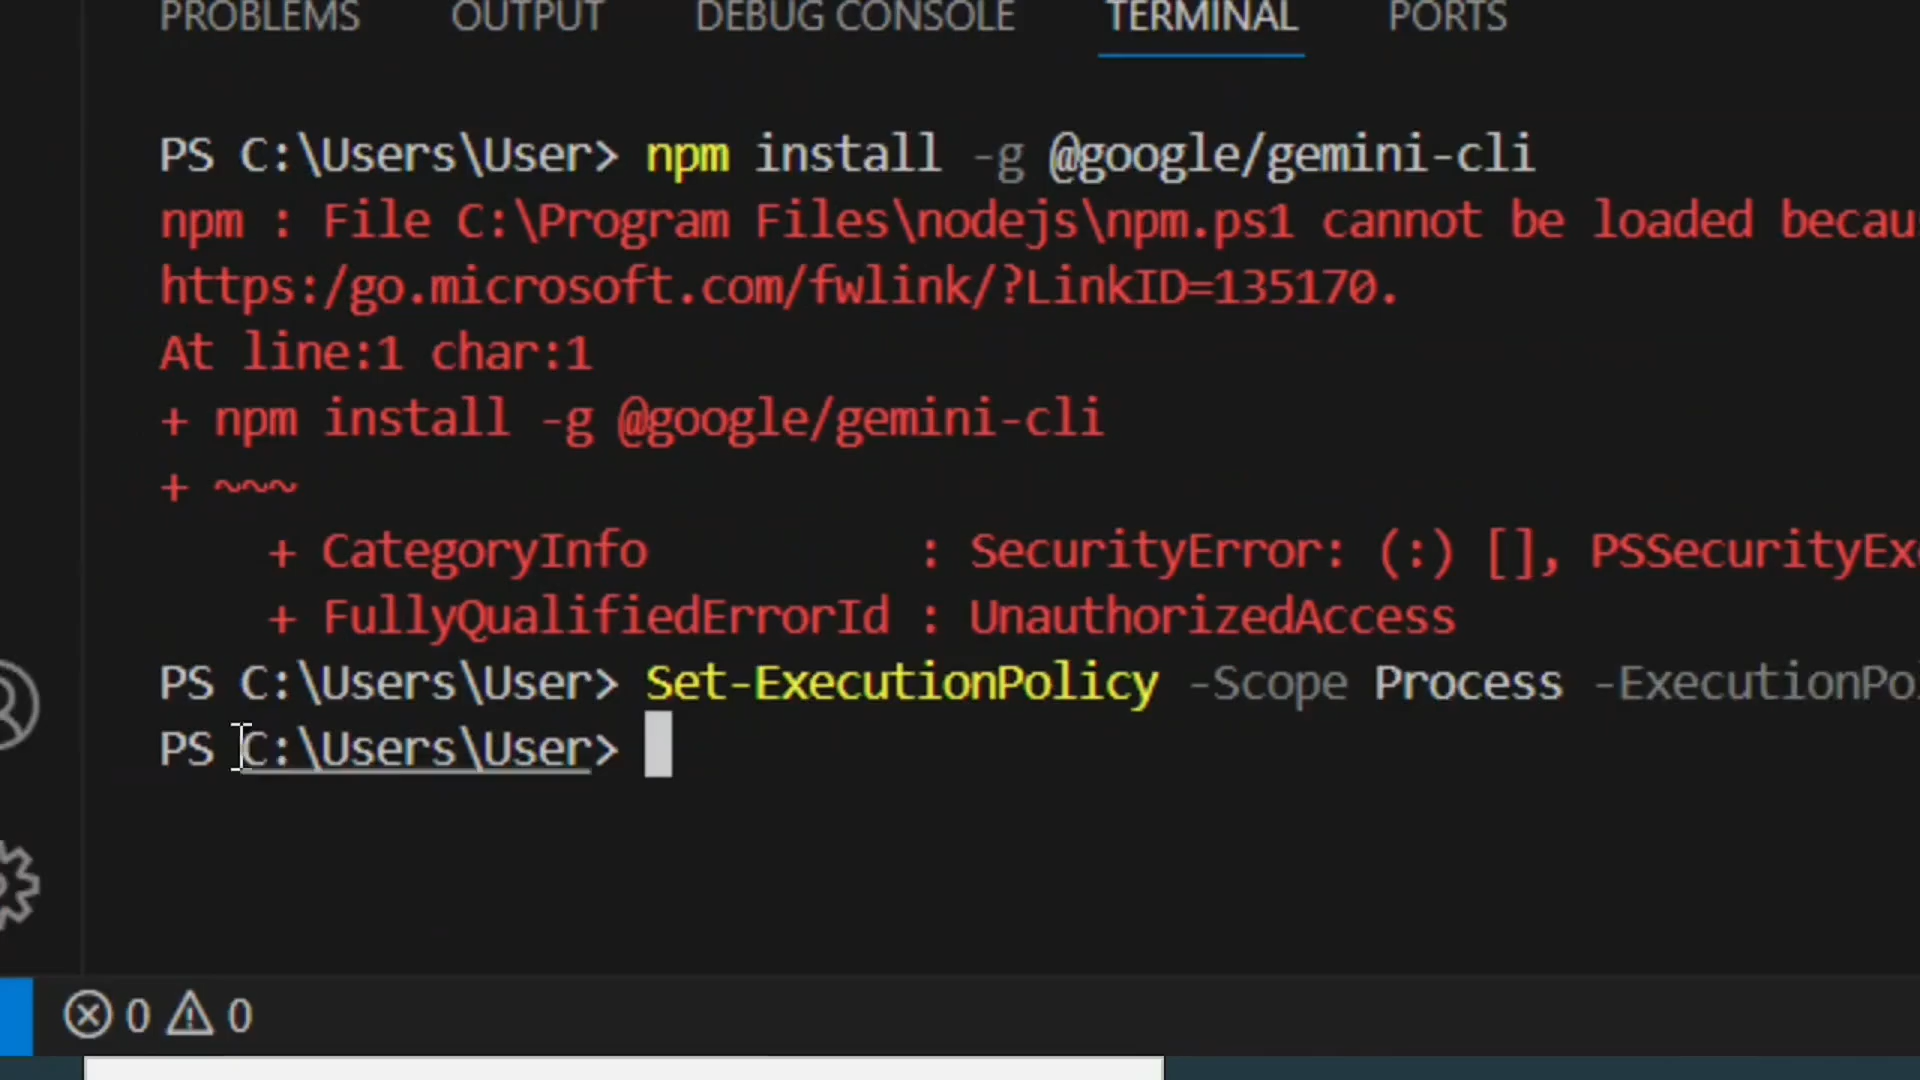 PROBLEMS OUTPUT DEBUG CONSOLE TERMINAL PORTS
PS C:\Users\User> npm install -g @google/gemini-cli
npm : File C:\Program Files\nodejs\npm.ps1 cannot be loaded becau
https:/go.microsoft.com/fwlink/?LinkID=135170.
At line:1 char:1
+ npm install -g @google/gemini-cli
+ ~~~
    + CategoryInfo          : SecurityError: (:) [], PSSecurityEx
    + FullyQualifiedErrorId : UnauthorizedAccess
PS C:\Users\User> Set-ExecutionPolicy -Scope Process -ExecutionPo
PS C:\Users\User>
0 0